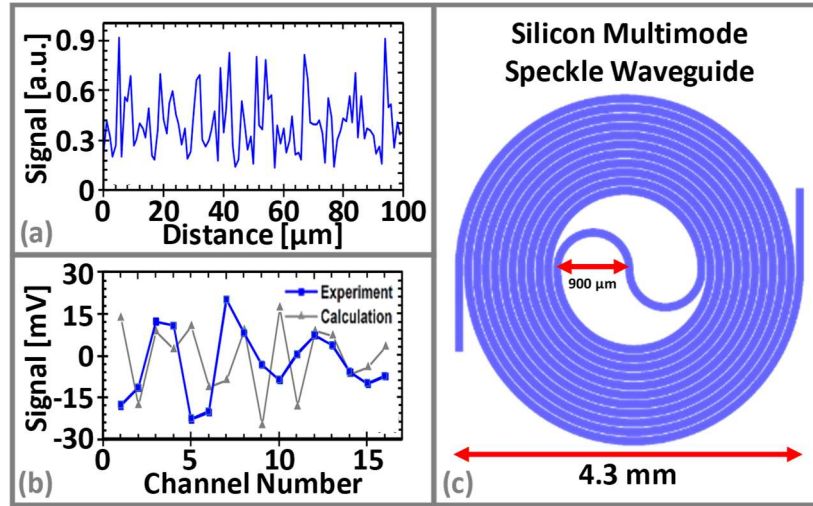 Signal [a.u.]
0.9
0.6
0.3
0
0 20 40 60 80 100
Distance [µm]
(a)
Signal [mV]
30
15
0
-15
-30
Experiment
Calculation
0 5 10 15
Channel Number
(b)
Silicon Multimode
Speckle Waveguide
900 µm
4.3 mm
(c)